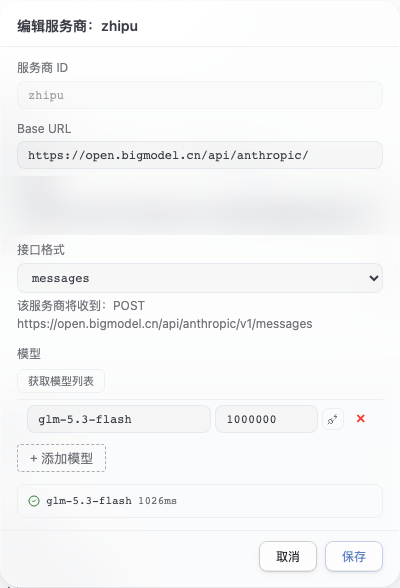 编辑服务商：zhipu
服务商 ID
zhipu
Base URL
https://open.bigmodel.cn/api/anthropic/
接口格式
messages
该服务商将收到：POST
https://open.bigmodel.cn/api/anthropic/v1/messages
模型
获取模型列表
glm-5.3-flash 1000000
+ 添加模型
glm-5.3-flash 1026ms
取消 保存